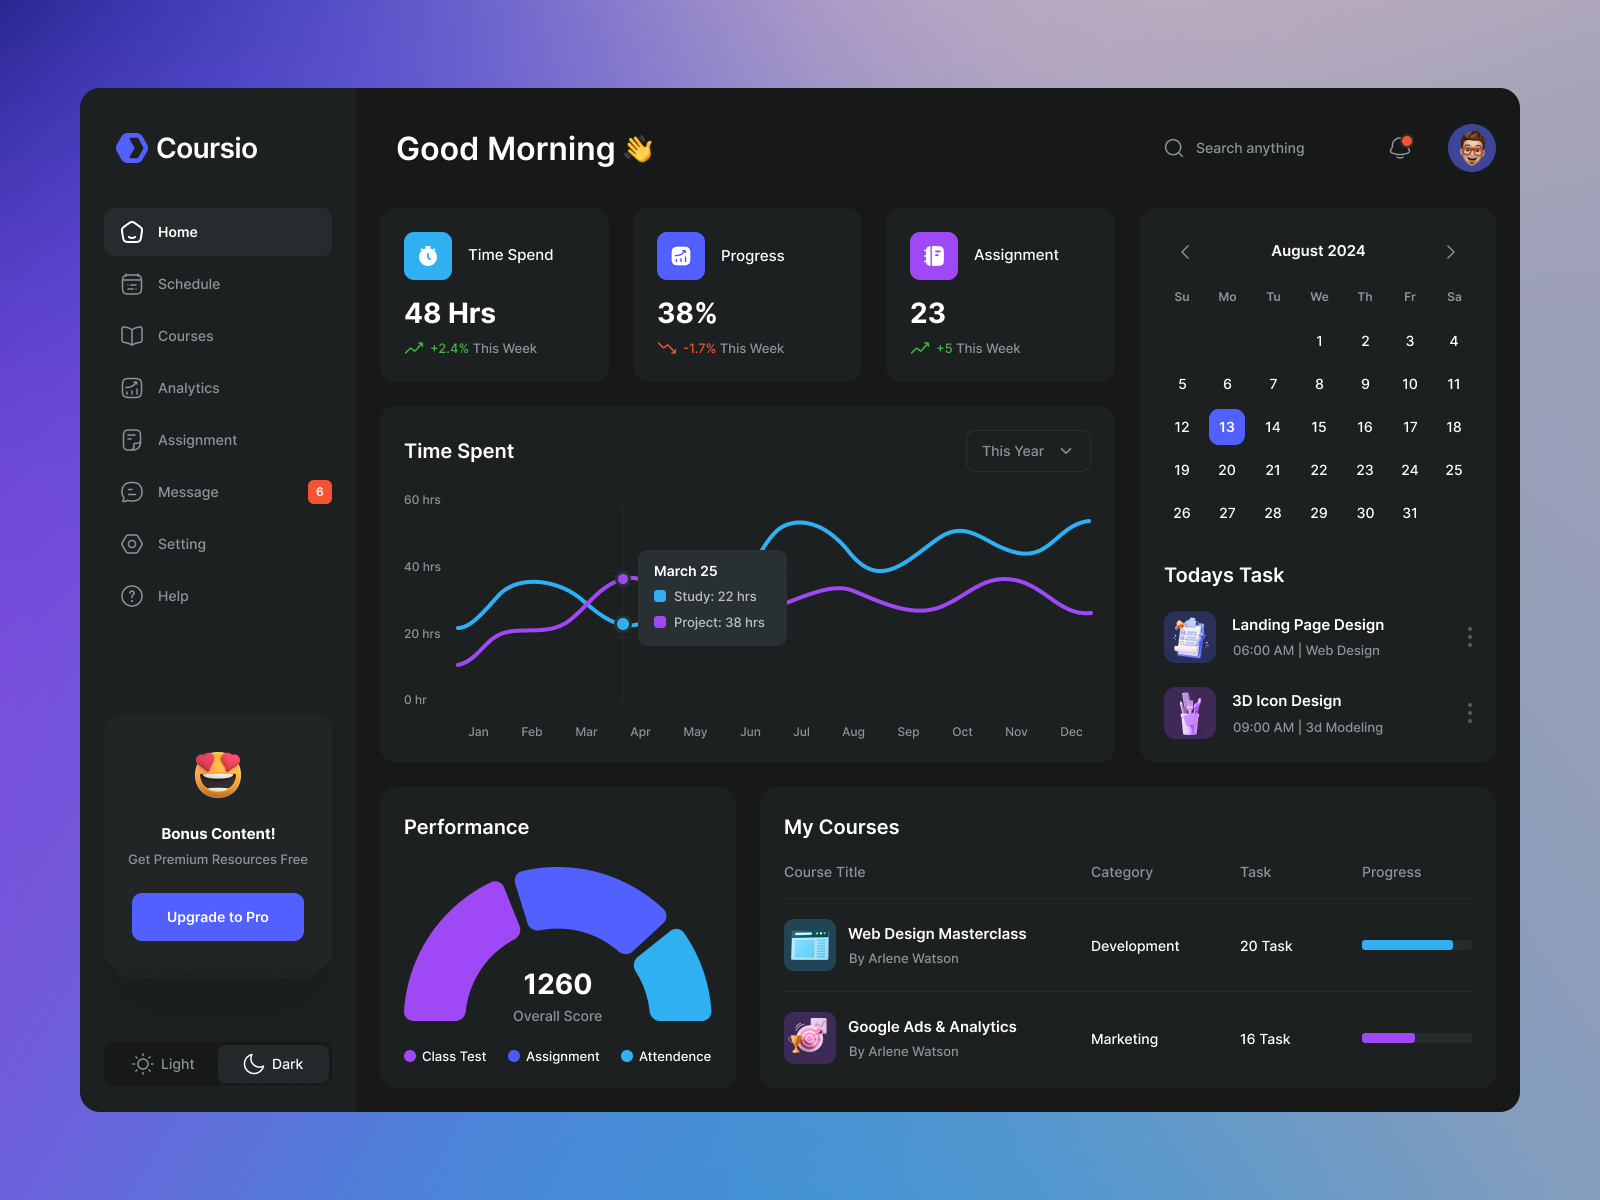 Coursio
Home
Schedule
Courses
Analytics
Assignment
Message 6
Setting
Help
Bonus Content!
Get Premium Resources Free
Upgrade to Pro
Light Dark
Good Morning 👋
Search anything
Time Spend
48 Hrs
+2.4% This Week
Progress
38%
-1.7% This Week
Assignment
23
+5 This Week
Time Spent
This Year
60 hrs
40 hrs
20 hrs
0 hr
March 25
Study: 22 hrs
Project: 38 hrs
Jan Feb Mar Apr May Jun Jul Aug Sep Oct Nov Dec
August 2024
Su Mo Tu We Th Fr Sa
1 2 3 4
5 6 7 8 9 10 11
12 13 14 15 16 17 18
19 20 21 22 23 24 25
26 27 28 29 30 31
Todays Task
Landing Page Design
06:00 AM | Web Design
3D Icon Design
09:00 AM | 3d Modeling
Performance
1260
Overall Score
Class Test Assignment Attendence
My Courses
Course Title Category Task Progress
Web Design Masterclass
By Arlene Watson
Development 20 Task
Google Ads & Analytics
By Arlene Watson
Marketing 16 Task